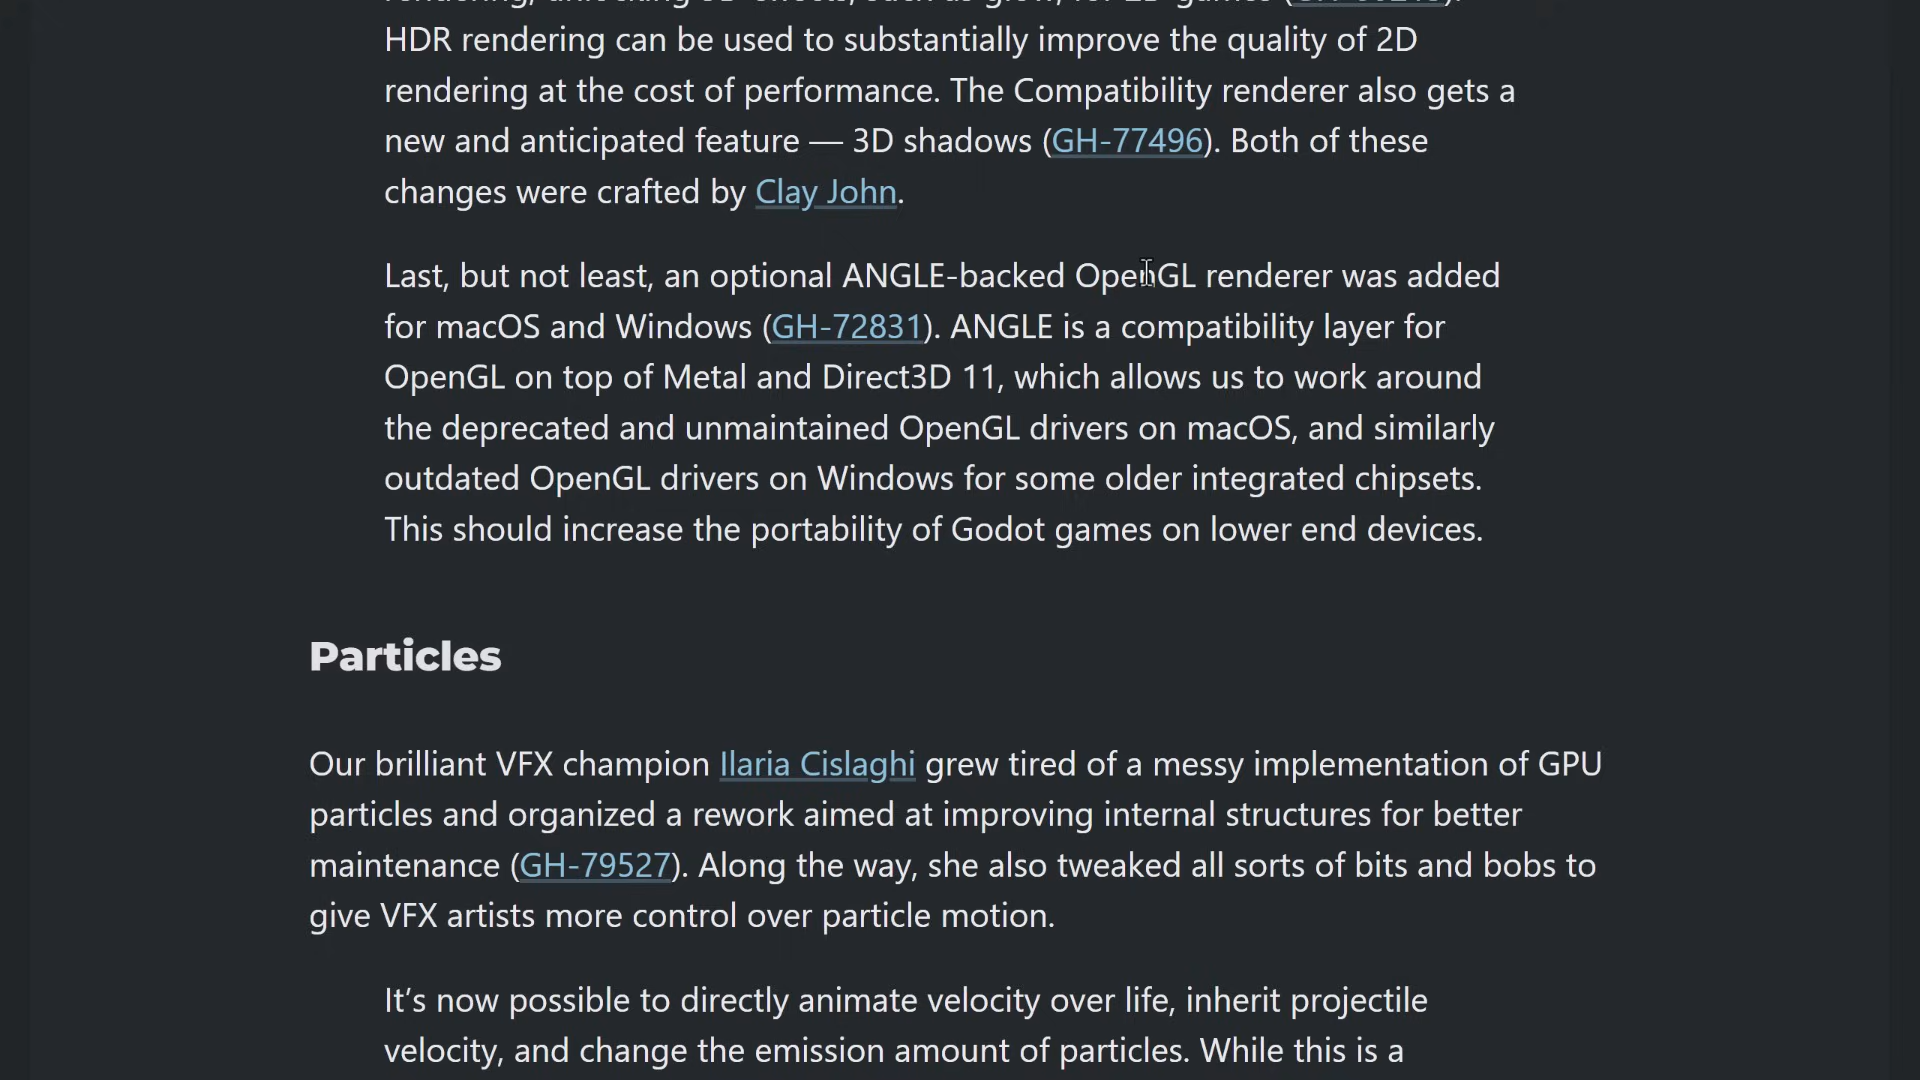 HDR rendering can be used to substantially improve the quality of 2D
rendering at the cost of performance. The Compatibility renderer also gets a
new and anticipated feature — 3D shadows (GH-77496). Both of these
changes were crafted by Clay John.
Last, but not least, an optional ANGLE-backed OpenGL renderer was added
for macOS and Windows (GH-72831). ANGLE is a compatibility layer for
OpenGL on top of Metal and Direct3D 11, which allows us to work around
the deprecated and unmaintained OpenGL drivers on macOS, and similarly
outdated OpenGL drivers on Windows for some older integrated chipsets.
This should increase the portability of Godot games on lower end devices.
Particles
Our brilliant VFX champion Ilaria Cislaghi grew tired of a messy implementation of GPU
particles and organized a rework aimed at improving internal structures for better
maintenance (GH-79527). Along the way, she also tweaked all sorts of bits and bobs to
give VFX artists more control over particle motion.
It’s now possible to directly animate velocity over life, inherit projectile
velocity, and change the emission amount of particles. While this is a